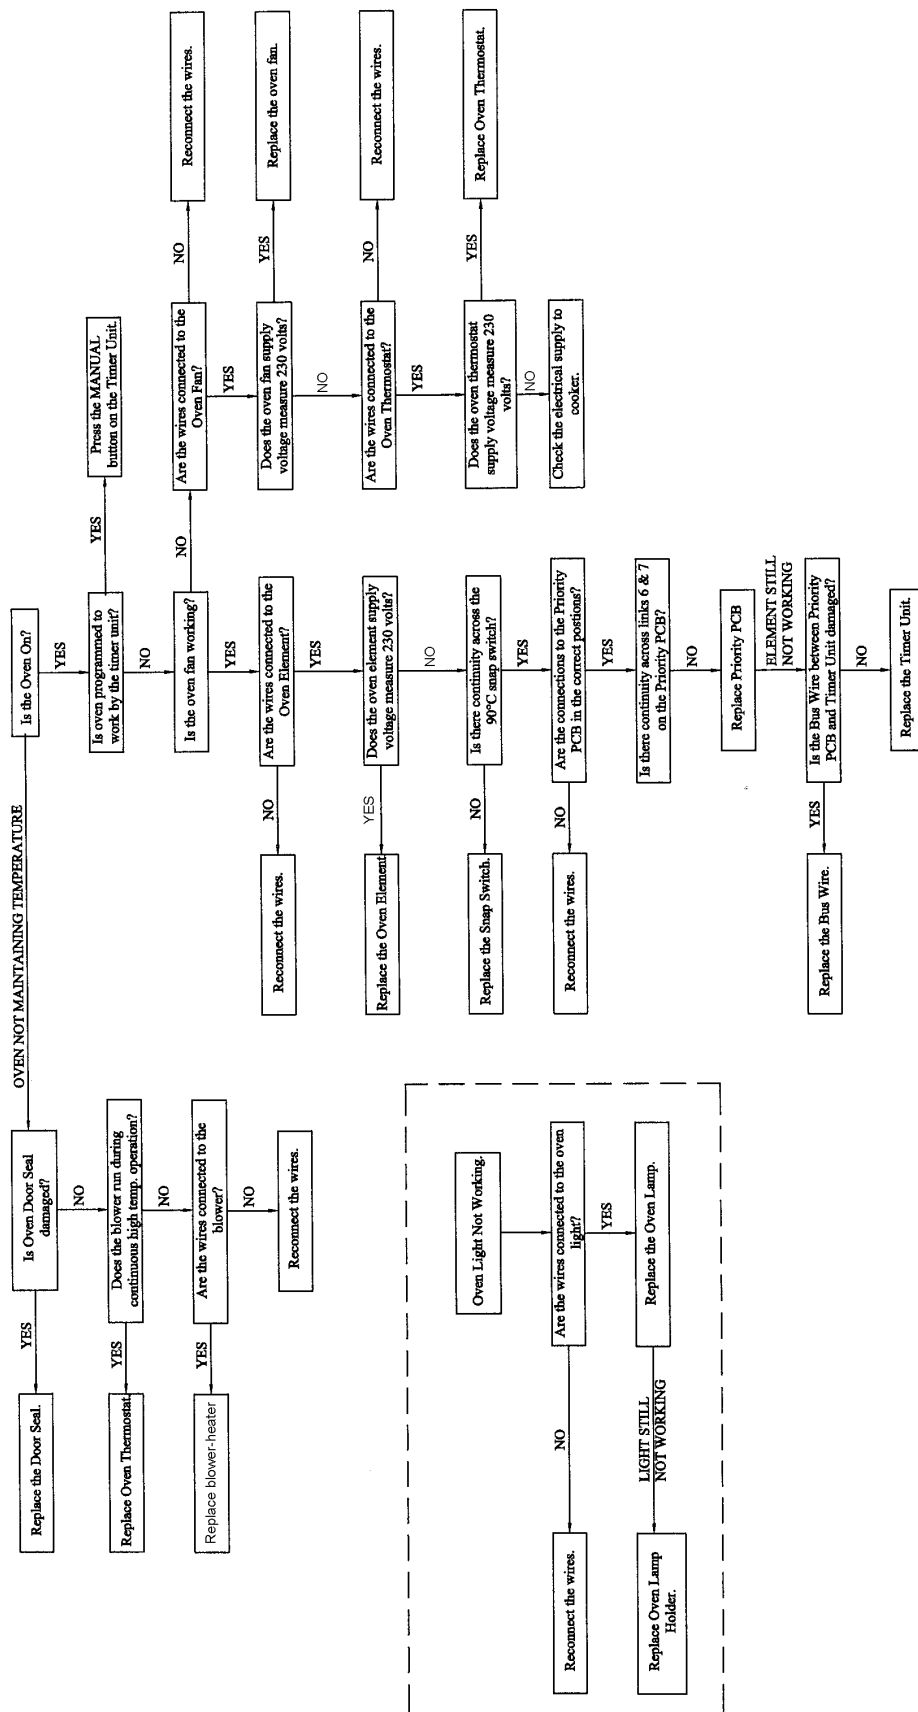 Is the Oven On?
OVEN NOT MAINTAINING TEMPERATURE
YES
Is Oven Door Seal
damaged?
YES
Replace the Door Seal.
NO
Does the blower run during
continuous high temp. operation?
YES
Replace Oven Thermostat.
NO
Are the wires connected to the
blower?
YES
Replace blower-heater
NO
Reconnect the wires.
Is oven programmed to
work by the timer unit?
YES
Press the MANUAL
button on the Timer Unit.
NO
Is the oven fan working?
NO
Are the wires connected to the
Oven Fan?
NO
Reconnect the wires.
YES
Does the oven fan supply
voltage measure 230 volts?
YES
Replace the oven fan.
NO
Are the wires connected to the
Oven Thermostat?
NO
Reconnect the wires.
YES
Does the oven thermostat
supply voltage measure 230
volts?
YES
Replace Oven Thermostat.
NO
Check the electrical supply to
cooker.
YES
Are the wires connected to the
Oven Element?
NO
Reconnect the wires.
YES
Does the oven element supply
voltage measure 230 volts?
YES
Replace the Oven Element
NO
Is there continuity across the
90°C snap switch?
NO
Replace the Snap Switch.
YES
Are the connections to the Priority
PCB in the correct postions?
NO
Reconnect the wires.
YES
Is there continuity across links 6 & 7
on the Priority PCB?
NO
Replace Priority PCB
ELEMENT STILL
NOT WORKING
Is the Bus Wire between Priority
PCB and Timer Unit damaged?
YES
Replace the Bus Wire.
NO
Replace the Timer Unit.
Oven Light Not Working.
Are the wires connected to the oven
light?
NO
Reconnect the wires.
YES
Replace the Oven Lamp.
LIGHT STILL
NOT WORKING
Replace Oven Lamp
Holder.